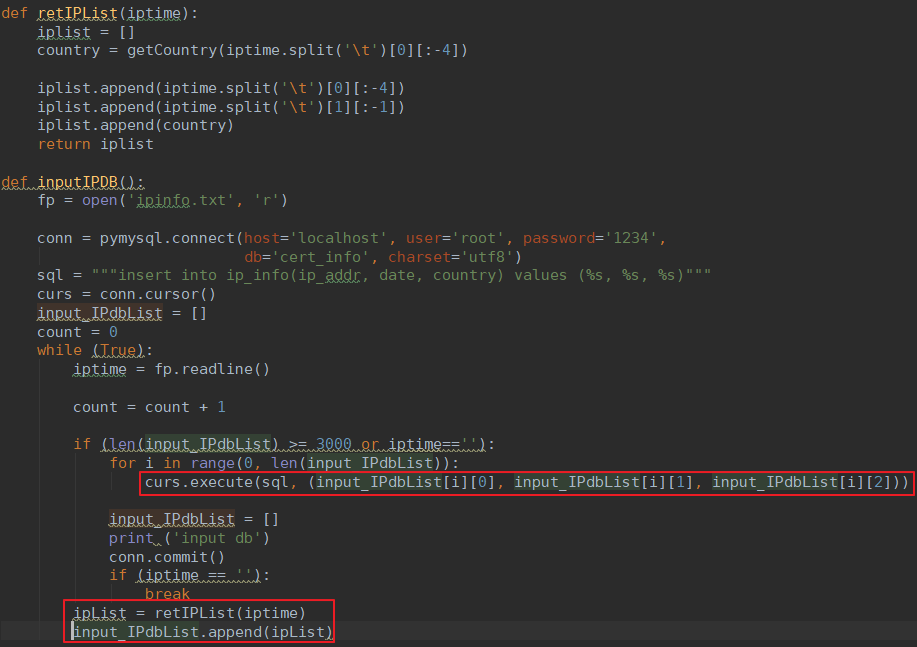 def retIPList(iptime):
    iplist = []
    country = getCountry(iptime.split('\t')[0][:-4])

    iplist.append(iptime.split('\t')[0][:-4])
    iplist.append(iptime.split('\t')[1][:-1])
    iplist.append(country)
    return iplist

def inputIPDB():
    fp = open('ipinfo.txt', 'r')

    conn = pymysql.connect(host='localhost', user='root', password='1234',
                           db='cert_info', charset='utf8')
    sql = """insert into ip_info(ip_addr, date, country) values (%s, %s, %s)"""
    curs = conn.cursor()
    input_IPdbList = []
    count = 0
    while (True):
        iptime = fp.readline()

        count = count + 1

        if (len(input_IPdbList) >= 3000 or iptime==''):
            for i in range(0, len(input_IPdbList)):
                curs.execute(sql, (input_IPdbList[i][0], input_IPdbList[i][1], input_IPdbList[i][2]))

            input_IPdbList = []
            print ('input db')
            conn.commit()
            if (iptime == ''):
                break
        ipList = retIPList(iptime)
        input_IPdbList.append(ipList)